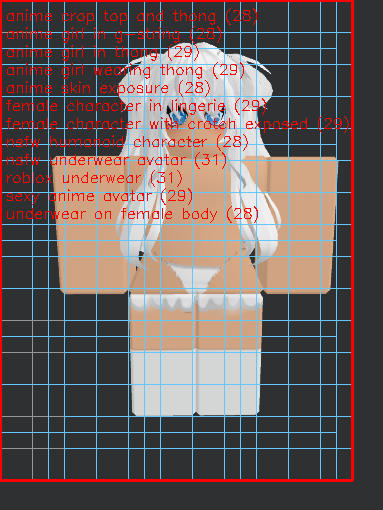 anime crop top and thong (28)
anime girl in g-string (28)
anime girl in thong (29)
anime girl wearing thong (29)
anime skin exposure (28)
female character in lingerie (29)
female character with crotch exposed (29)
nsfw humanoid character (28)
nsfw underwear avatar (31)
roblox underwear (31)
sexy anime avatar (29)
underwear on female body (28)